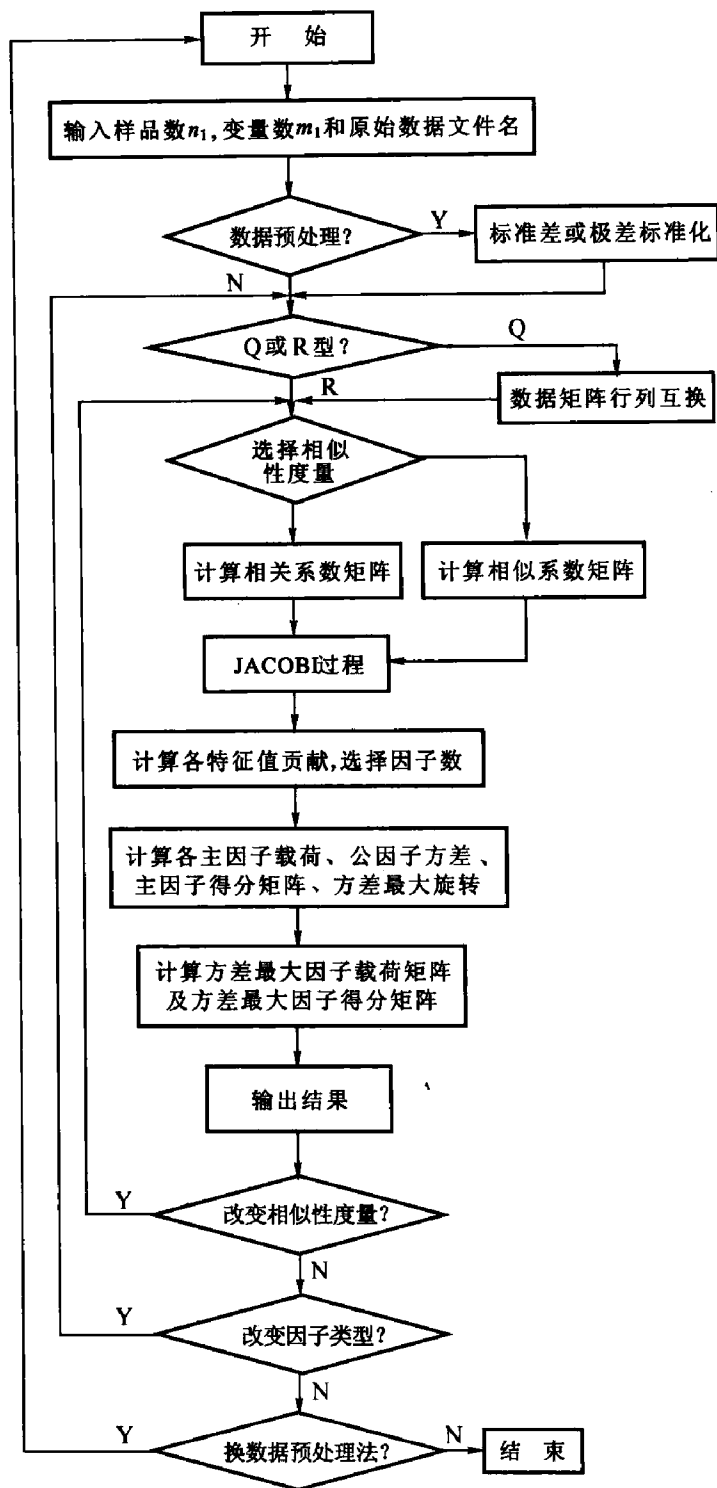 开 始
输入样品数n₁,变量数m₁和原始数据文件名
数据预处理?
Y
标准差或极差标准化
N
Q或R型?
Q
R
数据矩阵行列互换
选择相似
性度量
计算相关系数矩阵
计算相似系数矩阵
JACOBI过程
计算各特征值贡献,选择因子数
计算各主因子载荷、公因子方差、
主因子得分矩阵、方差最大旋转
计算方差最大因子载荷矩阵
及方差最大因子得分矩阵
输出结果
Y
改变相似性度量?
N
Y
改变因子类型?
N
Y
换数据预处理法?
N
结 束